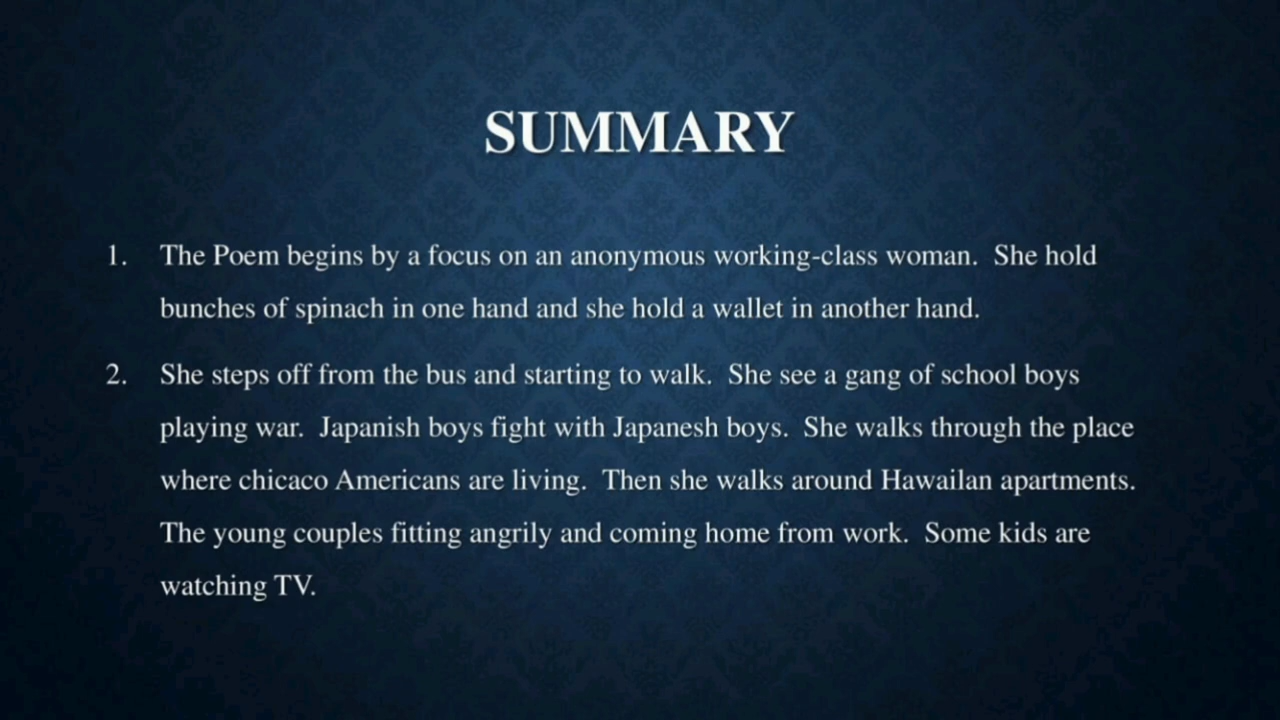 SUMMARY
1. The Poem begins by a focus on an anonymous working-class woman. She hold
bunches of spinach in one hand and she hold a wallet in another hand.
2. She steps off from the bus and starting to walk. She see a gang of school boys
playing war. Japanish boys fight with Japanesh boys. She walks through the place
where chicaco Americans are living. Then she walks around Hawailan apartments.
The young couples fitting angrily and coming home from work. Some kids are
watching TV.